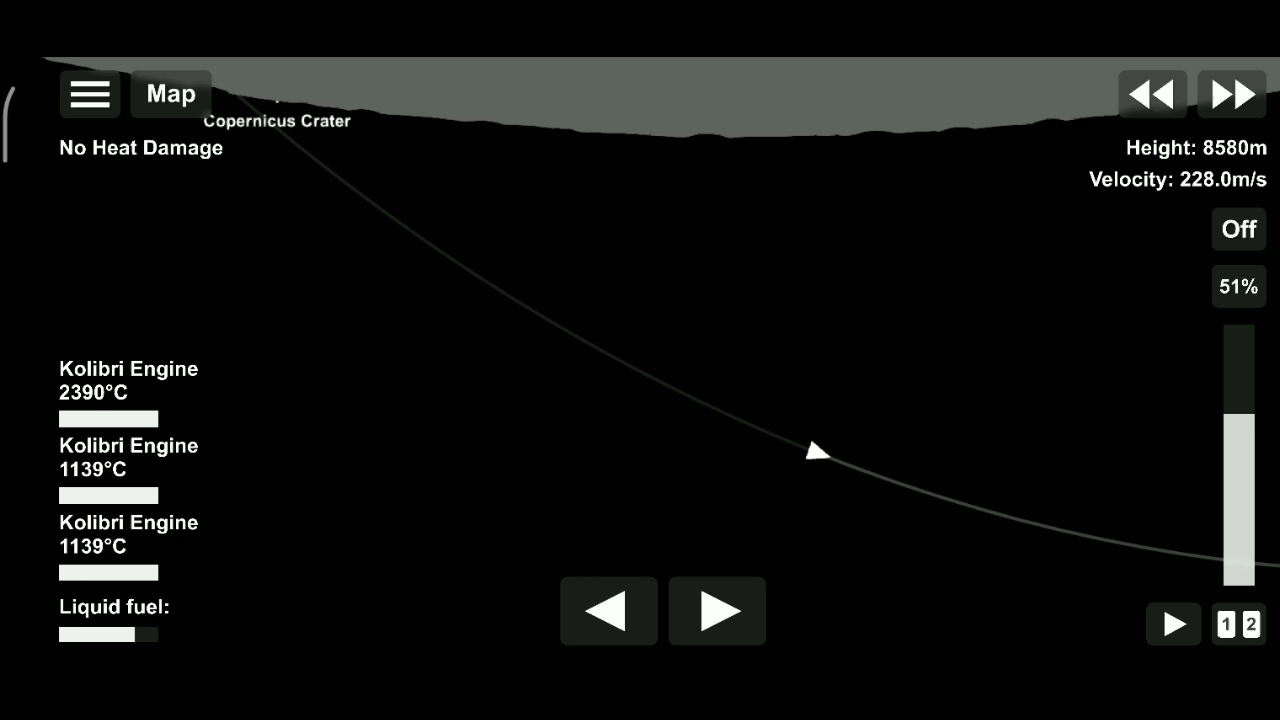 Map
Copernicus Crater
No Heat Damage
Height: 8580m
Velocity: 228.0m/s
Off
51%
Kolibri Engine
2390°C
Kolibri Engine
1139°C
Kolibri Engine
1139°C
Liquid fuel:
1 2